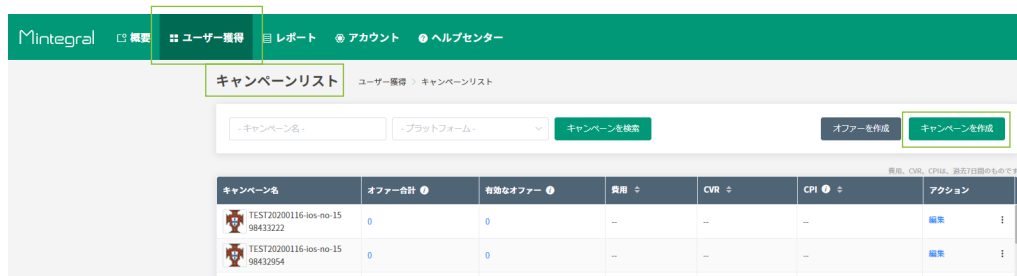 Mintegral 概要 ユーザー獲得 レポート アカウント ヘルプセンター
キャンペーンリスト ユーザー獲得 > キャンペーンリスト
- キャンペーン名 - - プラットフォーム - キャンペーンを検索 オファーを作成 キャンペーンを作成
費用、CVR、CPIは、過去7日間のものです
キャンペーン名 オファー合計 有効なオファー 費用 CVR CPI アクション
TEST20200116-ios-no-15
98433222 0 0 -- -- -- 編集
TEST20200116-ios-no-15
98432954 0 0 -- -- -- 編集